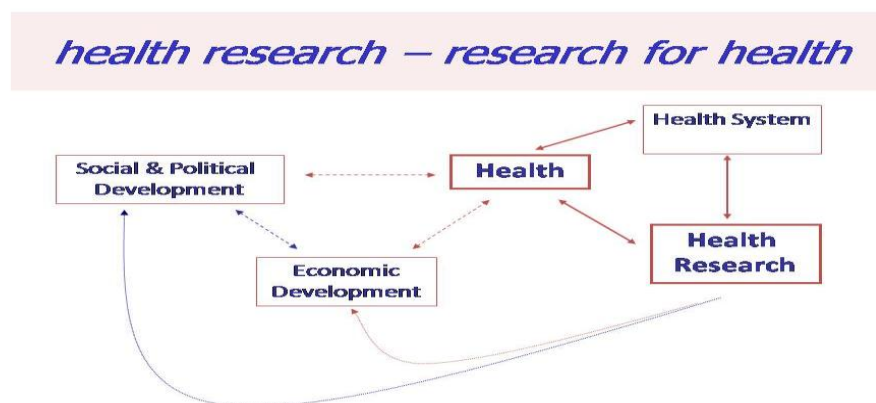 health research – research for health
Health System
Social & Political
Development
Health
Health
Research
Economic
Development